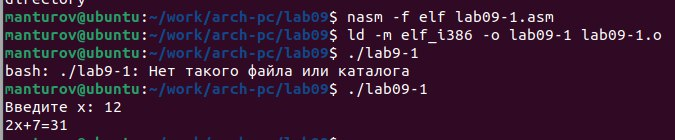 directory
manturov@ubuntu:~/work/arch-pc/lab09$ nasm -f elf lab09-1.asm
manturov@ubuntu:~/work/arch-pc/lab09$ ld -m elf_i386 -o lab09-1 lab09-1.o
manturov@ubuntu:~/work/arch-pc/lab09$ ./lab9-1
bash: ./lab9-1: Нет такого файла или каталога
manturov@ubuntu:~/work/arch-pc/lab09$ ./lab09-1
Введите x: 12
2x+7=31